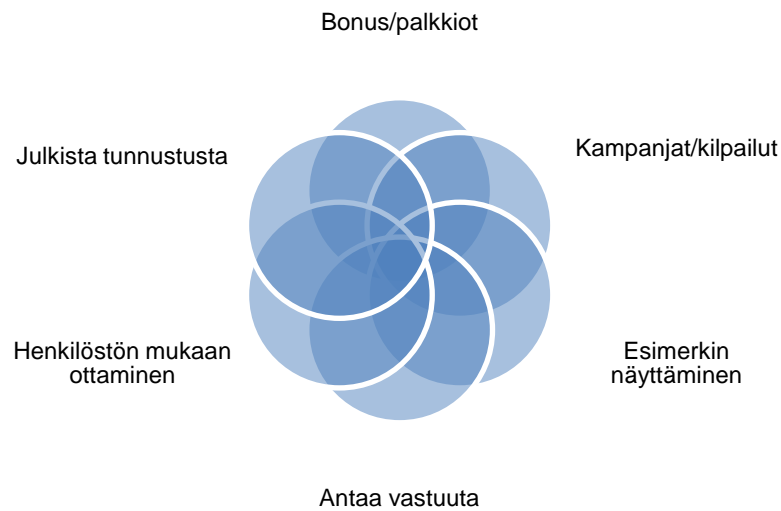 Bonus/palkkiot
Kampanjat/kilpailut
Esimerkin
näyttäminen
Antaa vastuuta
Henkilöstön mukaan
ottaminen
Julkista tunnustusta